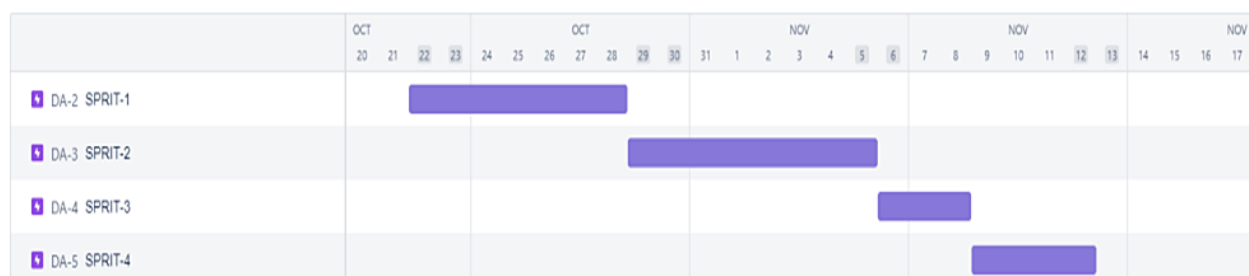 OCT OCT NOV NOV NOV
20 21 22 23 24 25 26 27 28 29 30 31 1 2 3 4 5 6 7 8 9 10 11 12 13 14 15 16 17
DA-2 SPRIT-1
DA-3 SPRIT-2
DA-4 SPRIT-3
DA-5 SPRIT-4